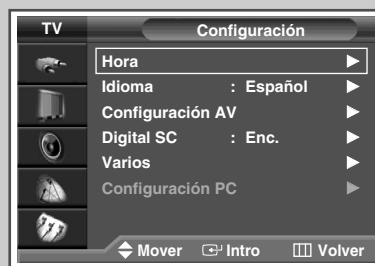 TV Configuración
Hora
Idioma : Español
Configuración AV
Digital SC : Enc.
Varios
Configuración PC
Mover Intro Volver